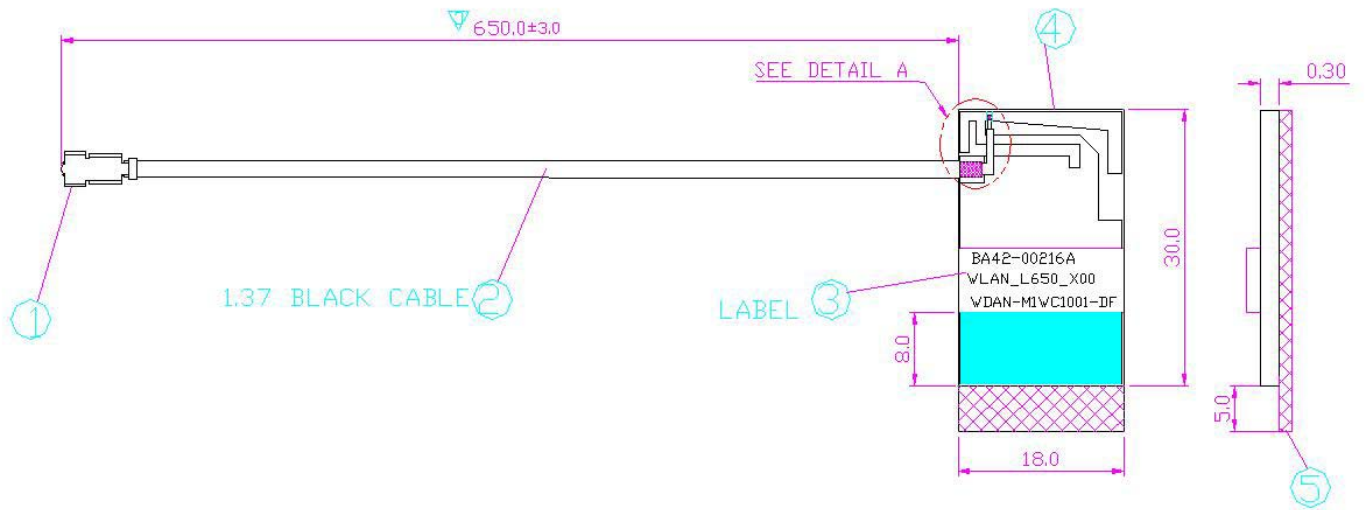 2 650.0±3.0
4
0.30
SEE DETAIL A
30.0
BA42-00216A
WLAN_L650_X00
WDAN-M1WC1001-DF
1.37 BLACK CABLE 2
LABEL 3
1
8.0
5.0
18.0
5